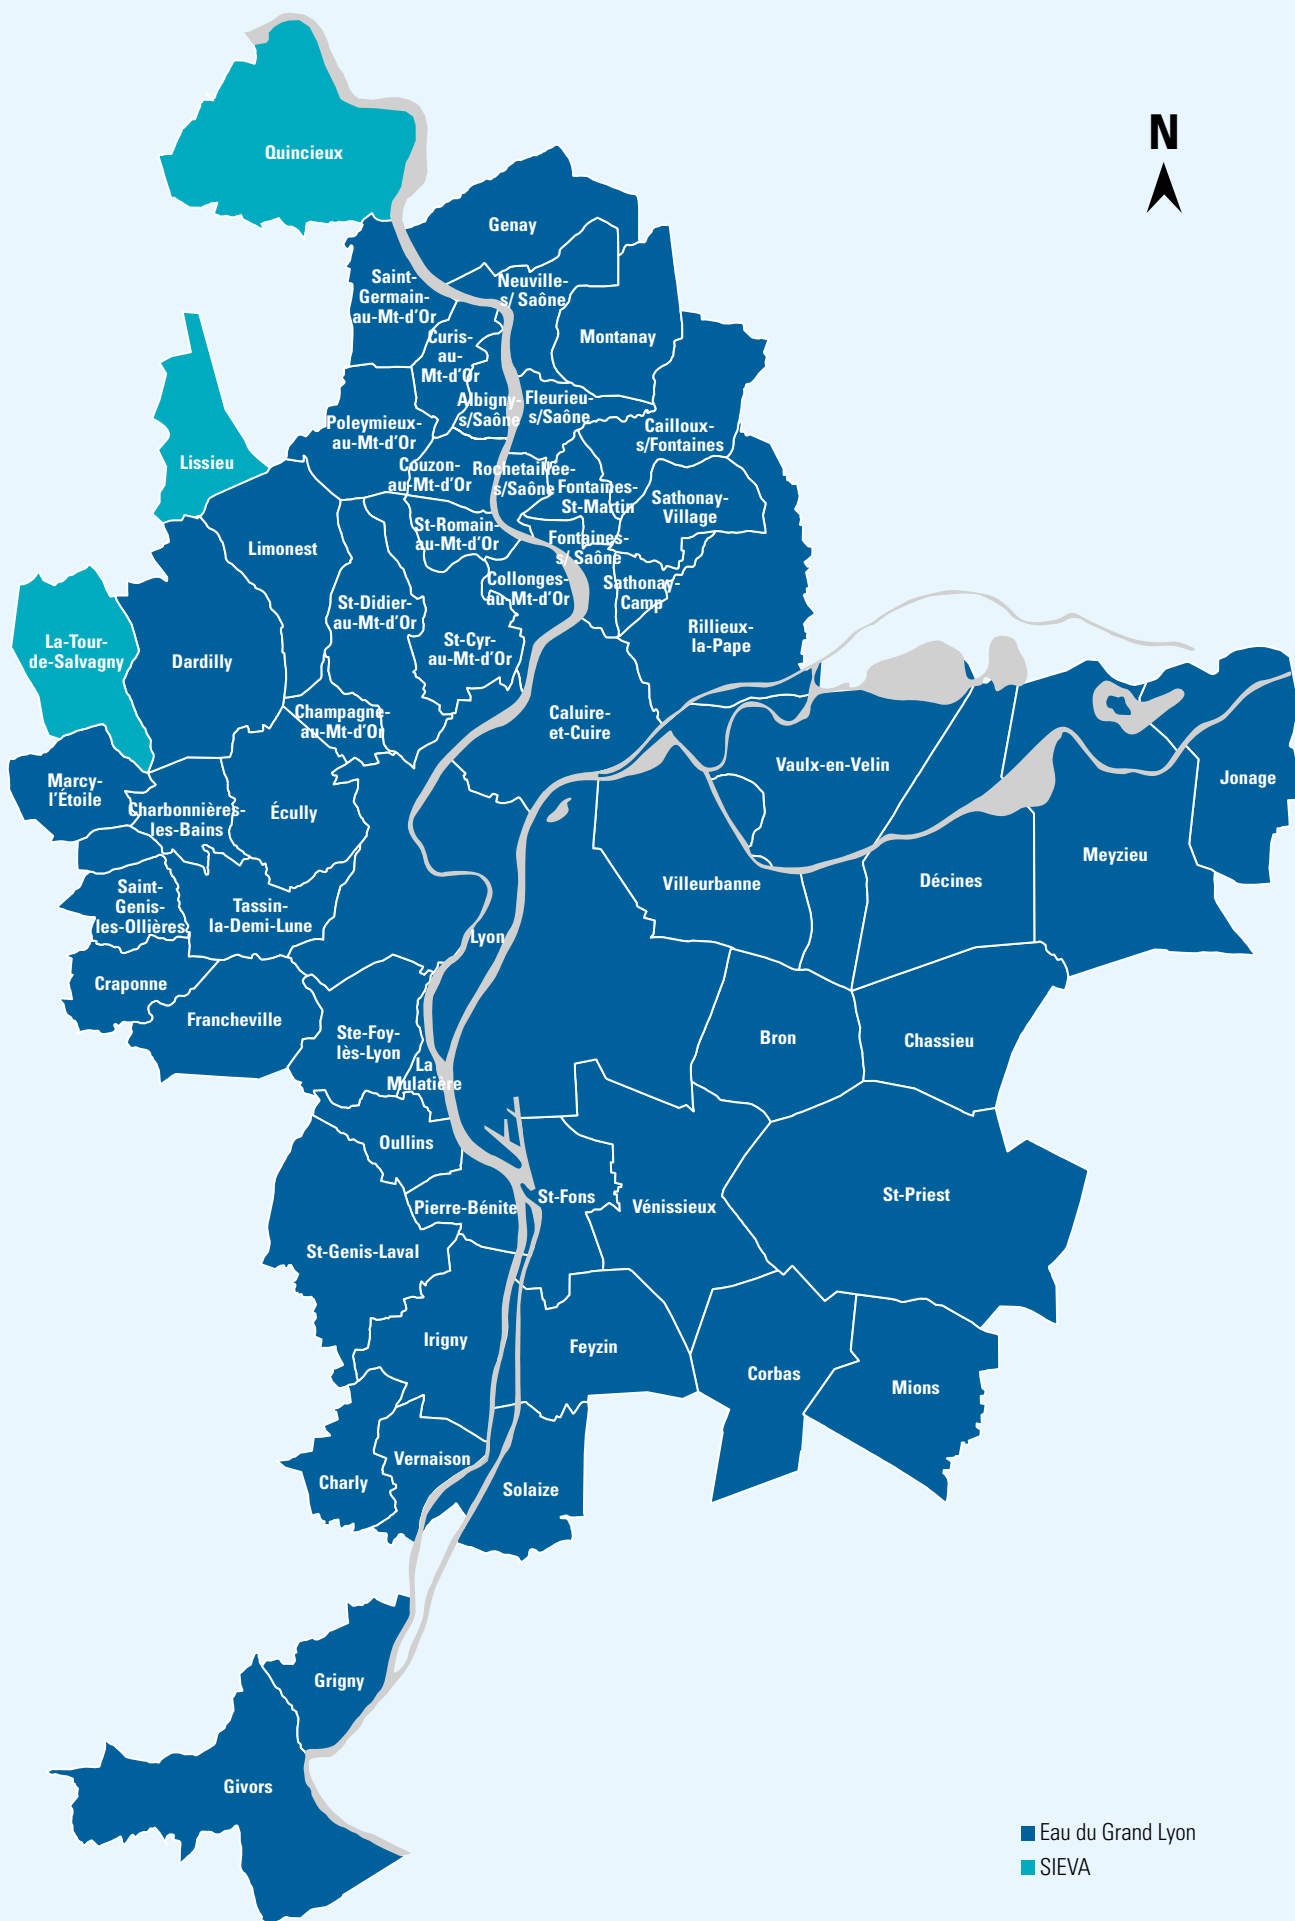 N
Quincieux
Genay
Saint-
Germain-
au-Mt-d'Or
Neuville-
s/ Saône
Montanay
Curis-
au-
Mt-d'Or
Albigny-
s/Saône
Fleurieu-
s/Saône
Poleymieux-
au-Mt-d'Or
Cailloux-
s/Fontaines
Lissieu
Couzon-
au-Mt-d'Or
Rochetaillée-
s/Saône
Fontaines-
St-Martin
Sathonay-
Village
Limonest
St-Romain-
au-Mt-d'Or
Fontaines-
s/ Saône
Collonges-
au-Mt-d'Or
Sathonay-
Camp
St-Didier-
au-Mt-d'Or
La-Tour-
de-Salvagny
Dardilly
St-Cyr-
au-Mt-d'Or
Rillieux-
la-Pape
Champagne-
au-Mt-d'Or
Caluire-
et-Cuire
Marcy-
l'Étoile
Charbonnières-
les-Bains
Écully
Vaulx-en-Velin
Jonage
Meyzieu
Villeurbanne
Décines
Saint-
Genis-
les-Ollières
Tassin-
la-Demi-Lune
Lyon
Craponne
Francheville
Ste-Foy-
lès-Lyon
La
Mulatière
Bron
Chassieu
Oullins
Pierre-Bénite
St-Fons
Vénissieux
St-Priest
St-Genis-Laval
Irigny
Feyzin
Corbas
Mions
Vernaison
Charly
Solaize
Grigny
Givors
Eau du Grand Lyon
SIEVA